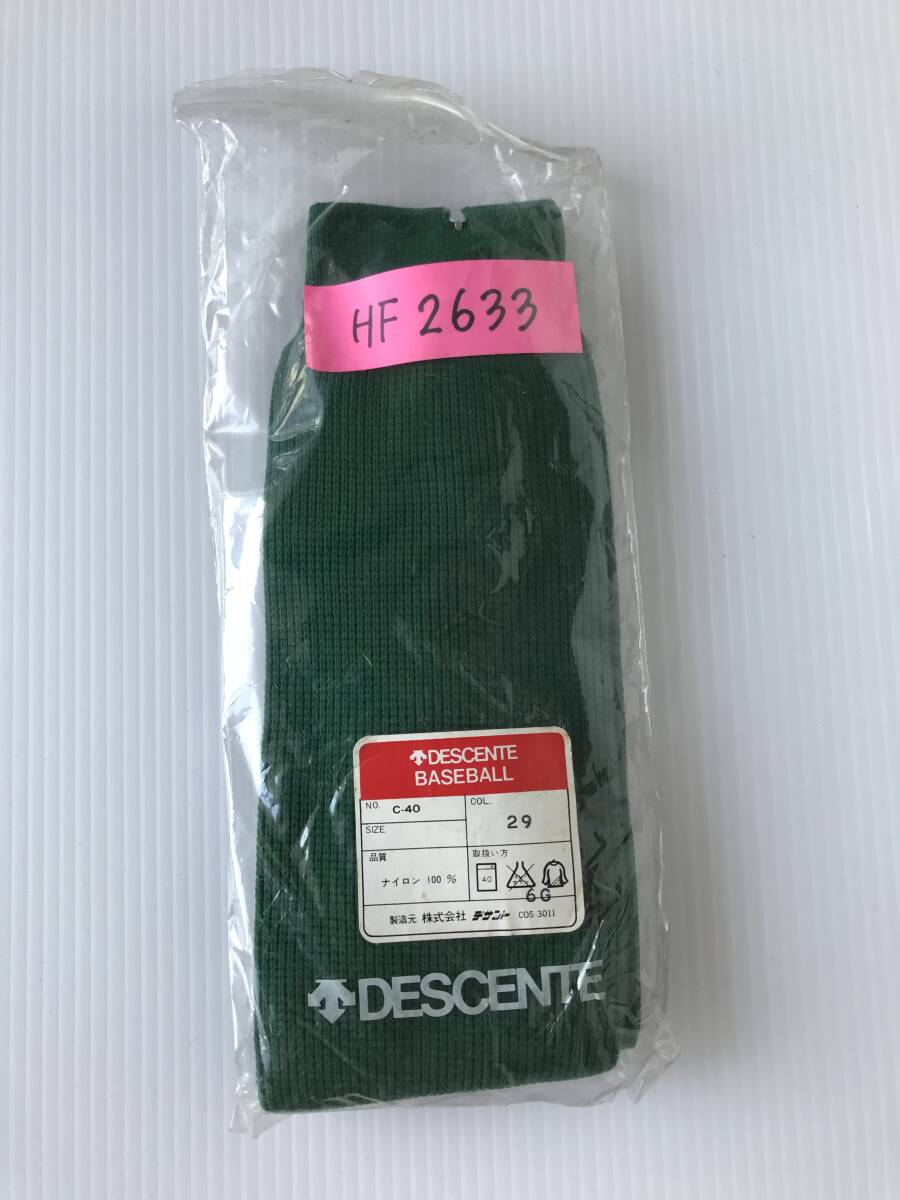 HF 2633
DESCENTE
BASEBALL
NO. C-40
COL. 29
SIZE
品質
ナイロン 100 %
取扱い方
40
6G
製造元 株式会社 デサント COS-3011
DESCENTE